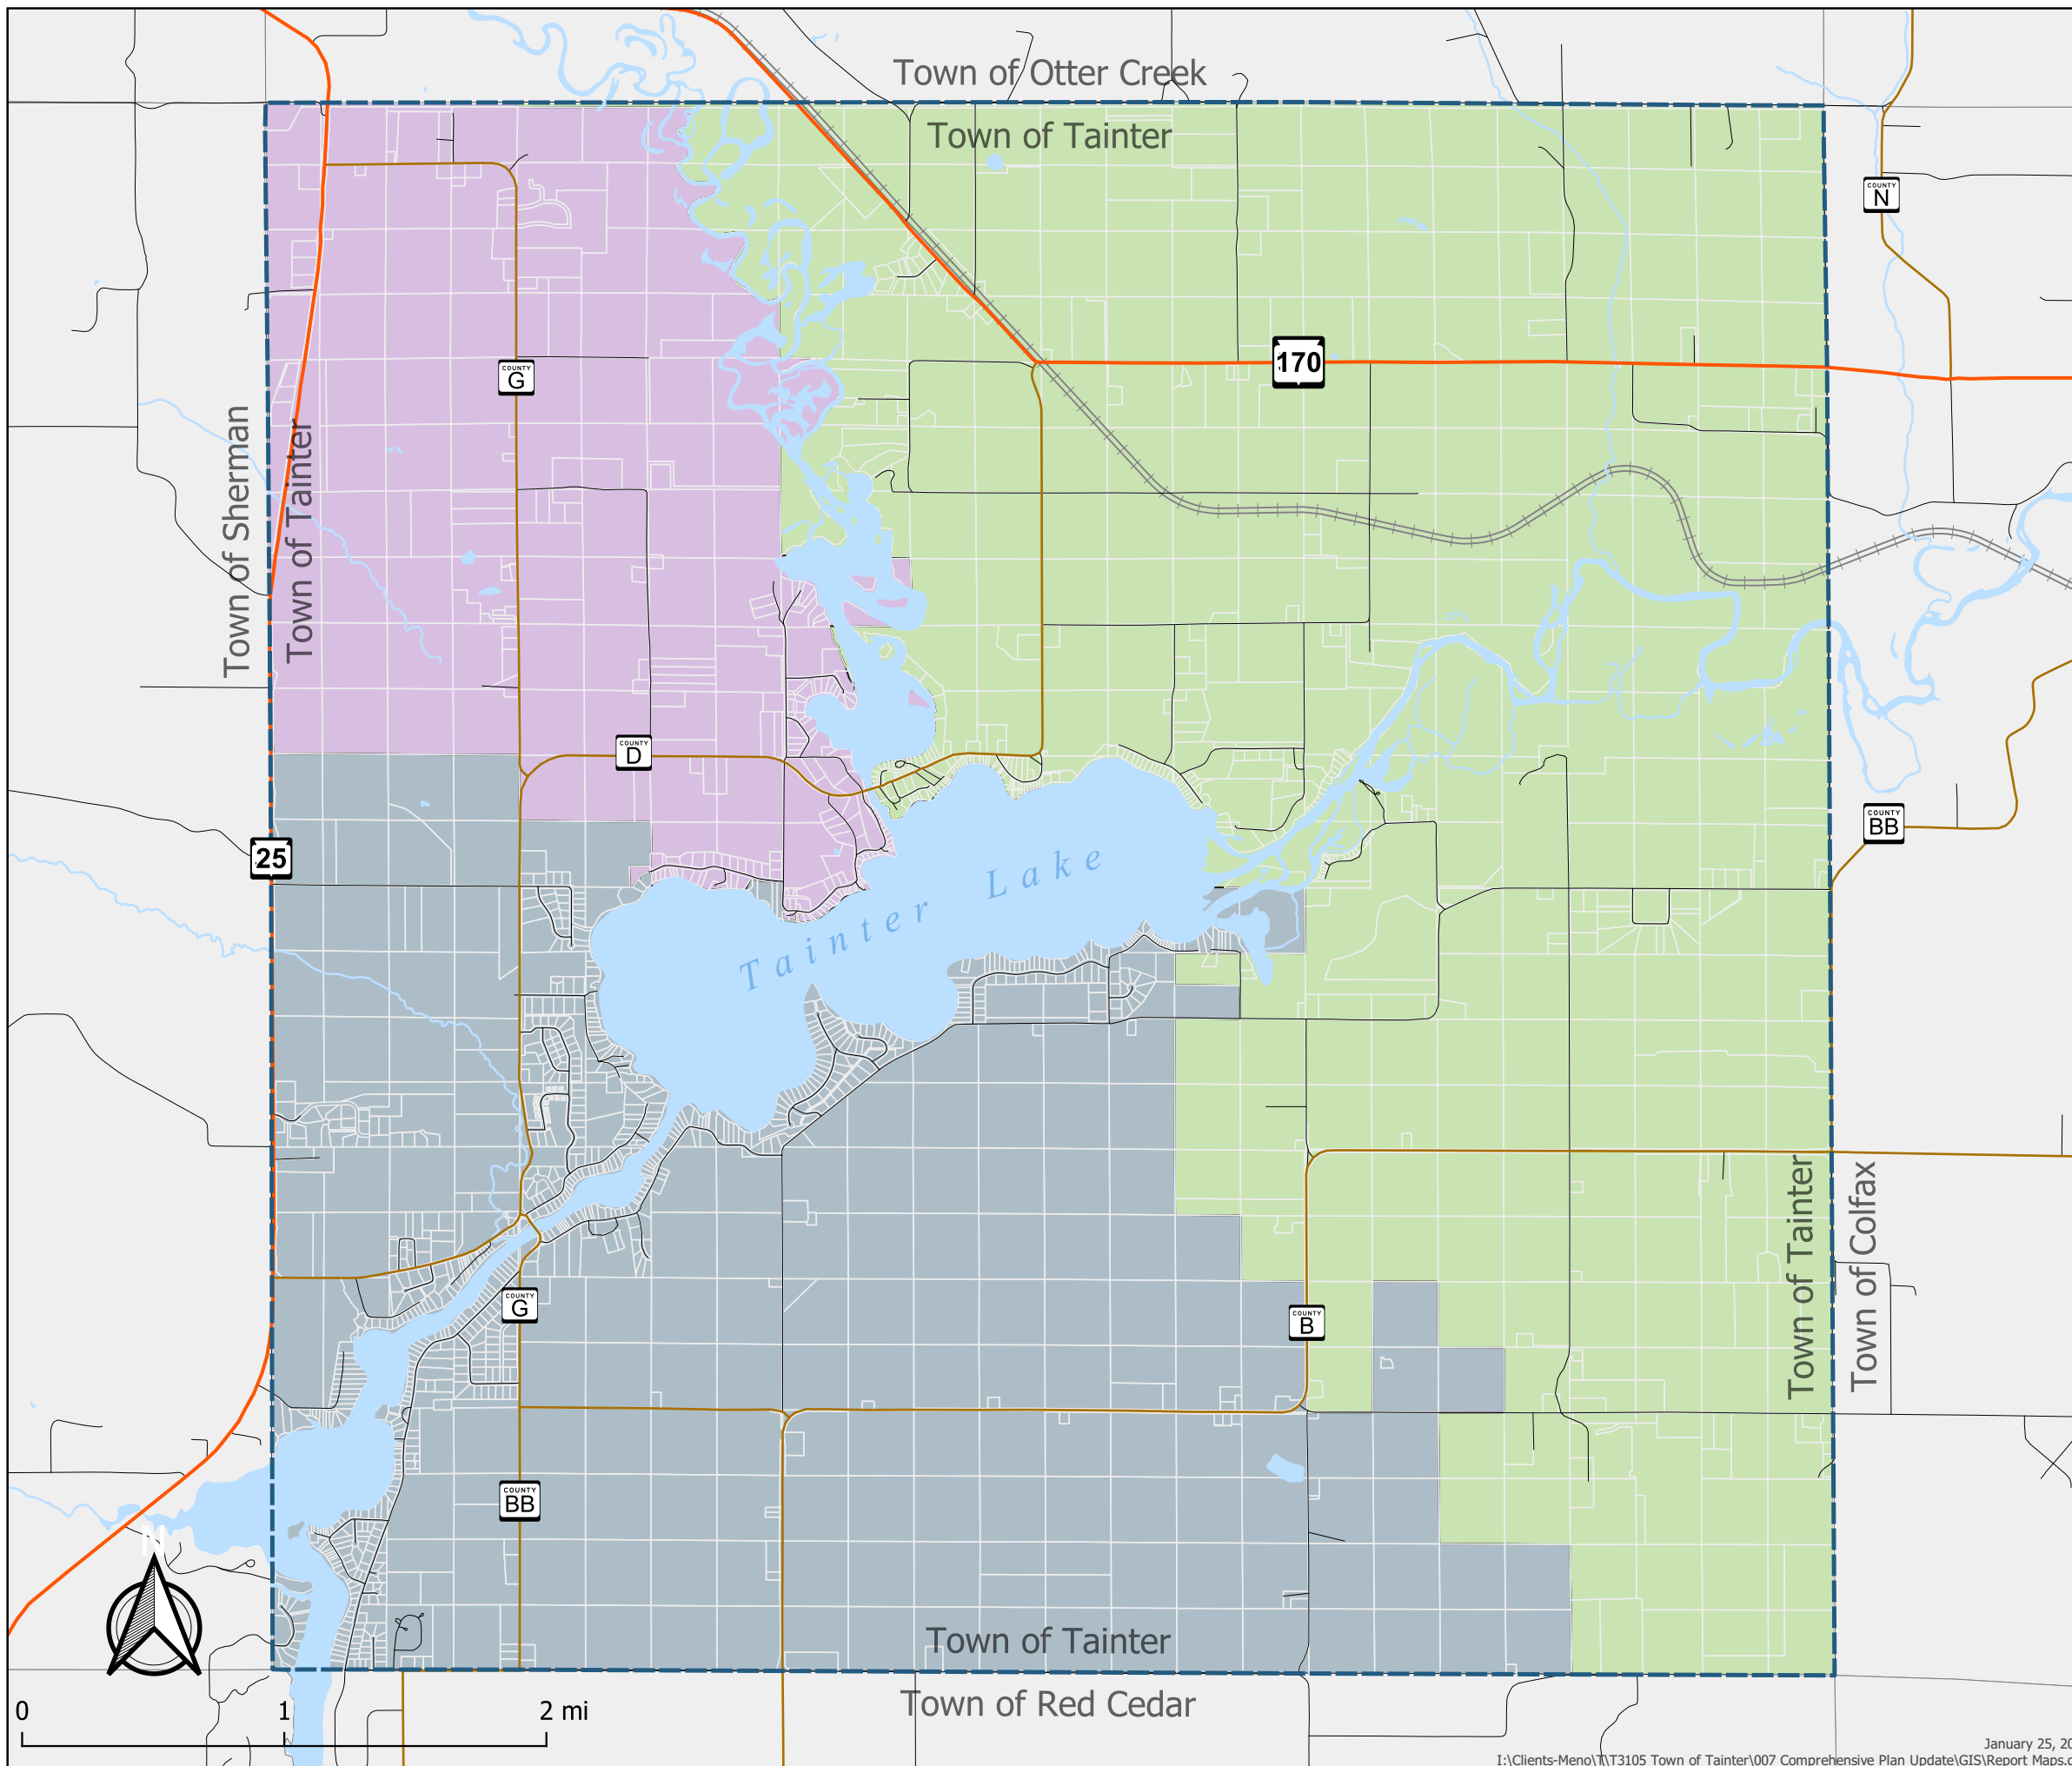 Town of Otter Creek
Town of Tainter
COUNTY
N
170
COUNTY
G
Town of Sherman
Town of Tainter
COUNTY
D
COUNTY
BB
25
Tainter Lake
Town of Tainter
Town of Colfax
COUNTY
G
COUNTY
B
COUNTY
BB
N
Town of Tainter
Town of Red Cedar
0 1 2 mi
January 25, 20
I:\Clients-Meno\T\T3105 Town of Tainter\007 Comprehensive Plan Update\GIS\Report Maps.